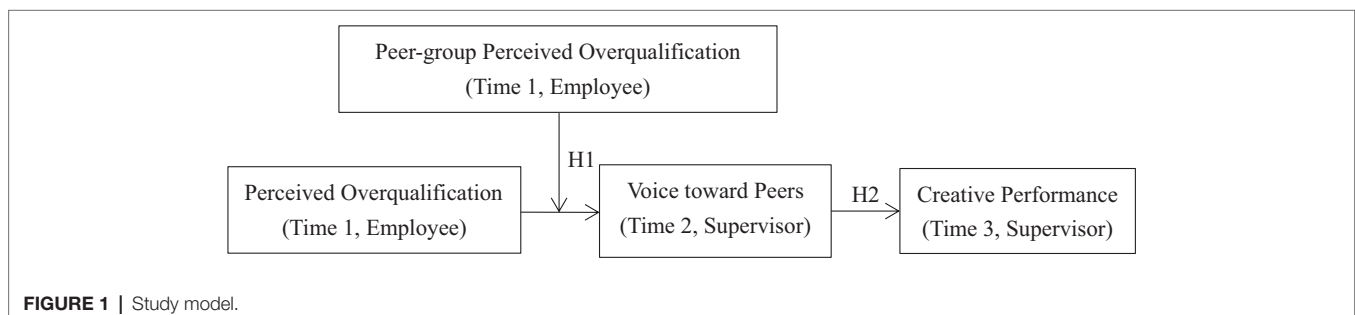 Peer-group Perceived Overqualification
(Time 1, Employee)
H1
Perceived Overqualification
(Time 1, Employee)
Voice toward Peers
(Time 2, Supervisor)
H2
Creative Performance
(Time 3, Supervisor)
FIGURE 1 | Study model.